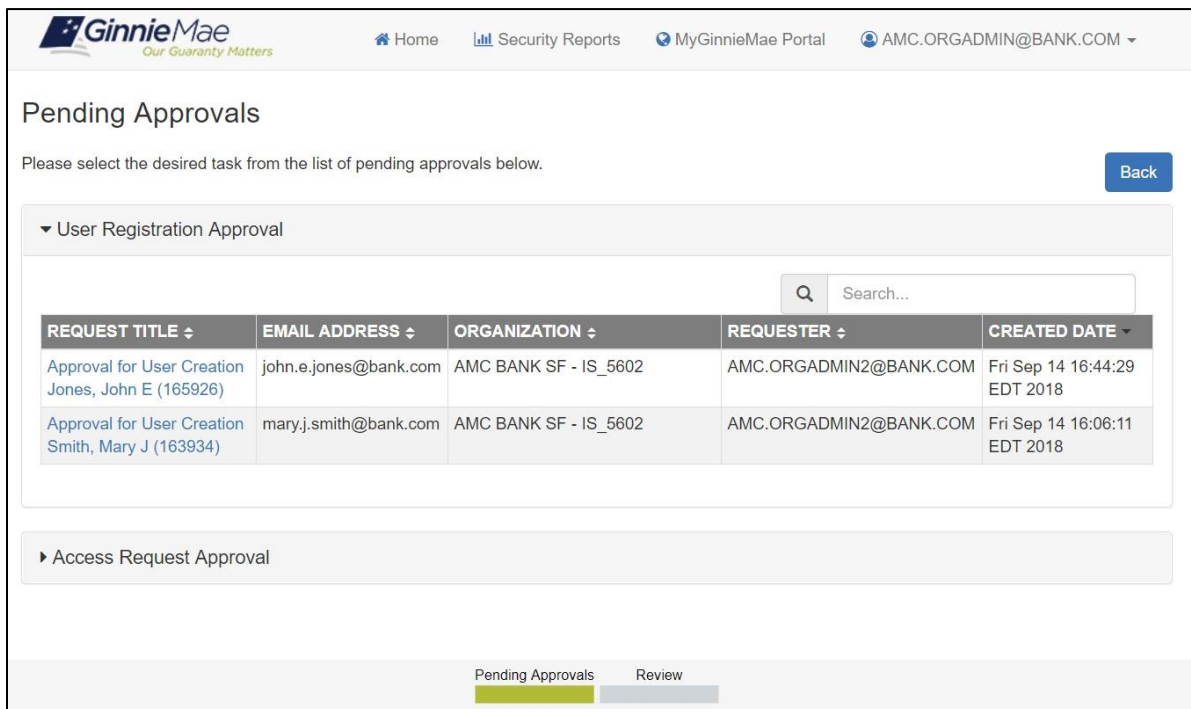 GinnieMae
Our Guaranty Matters
Home
Security Reports
MyGinnieMae Portal
AMC.ORGADMIN@BANK.COM
Pending Approvals
Please select the desired task from the list of pending approvals below.
Back
User Registration Approval
Search...
REQUEST TITLE EMAIL ADDRESS ORGANIZATION REQUESTER CREATED DATE
Approval for User Creation john.e.jones@bank.com AMC BANK SF - IS_5602 AMC.ORGADMIN2@BANK.COM Fri Sep 14 16:44:29
Jones, John E (165926) EDT 2018
Approval for User Creation mary.j.smith@bank.com AMC BANK SF - IS_5602 AMC.ORGADMIN2@BANK.COM Fri Sep 14 16:06:11
Smith, Mary J (163934) EDT 2018
Access Request Approval
Pending Approvals Review